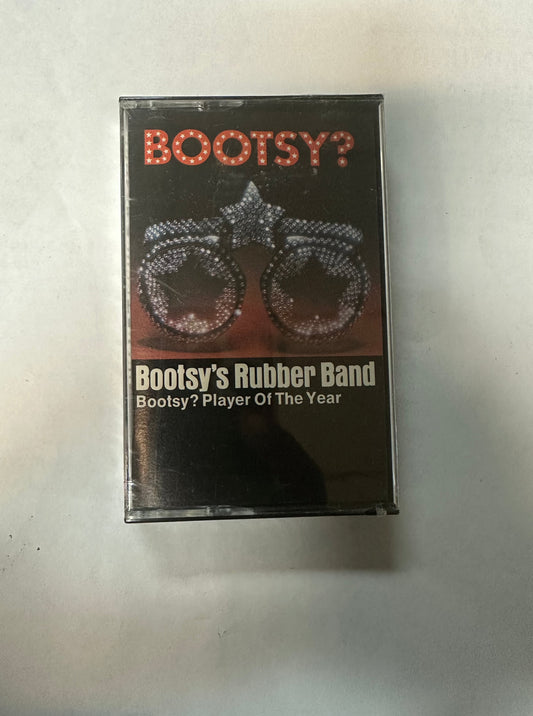 BOOTSY?
Bootsy's Rubber Band
Bootsy? Player Of The Year